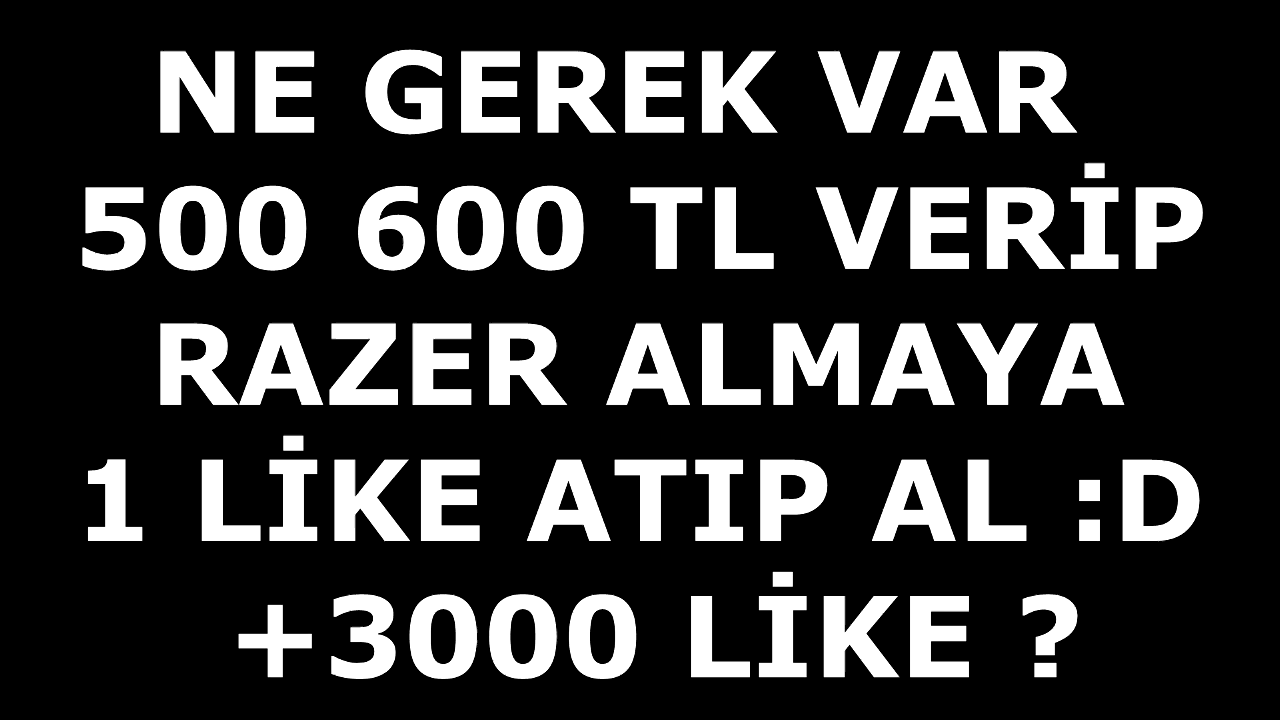 NE GEREK VAR
500 600 TL VERİP
RAZER ALMAYA
1 LİKE ATIP AL :D
+3000 LİKE ?